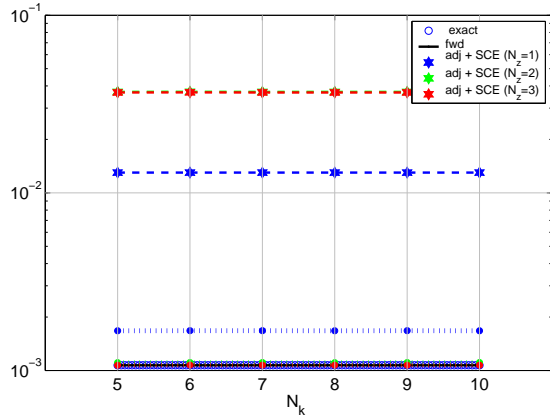 10^{-1}
exact
fwd
adj + SCE (N_z=1)
adj + SCE (N_z=2)
adj + SCE (N_z=3)
10^{-2}
10^{-3}
5 6 7 8 9 10
N_k